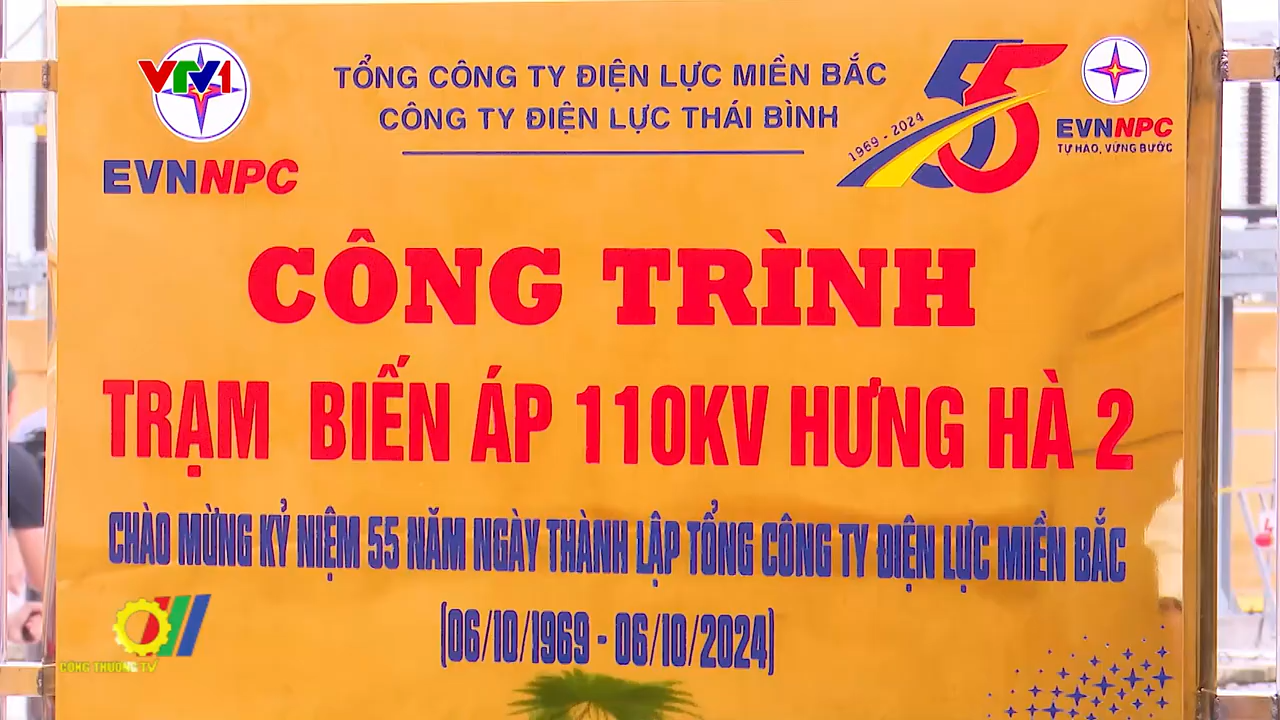 VTV1
EVNNPC
TỔNG CÔNG TY ĐIỆN LỰC MIỀN BẮC
CÔNG TY ĐIỆN LỰC THÁI BÌNH
1969 - 2024
55
EVNNPC
TỰ HÀO, VỮNG BƯỚC
CÔNG TRÌNH
TRẠM BIẾN ÁP 110KV HƯNG HÀ 2
CHÀO MỪNG KỶ NIỆM 55 NĂM NGÀY THÀNH LẬP TỔNG CÔNG TY ĐIỆN LỰC MIỀN BẮC
(06/10/1969 - 06/10/2024)
CÔNG THƯƠNG TV